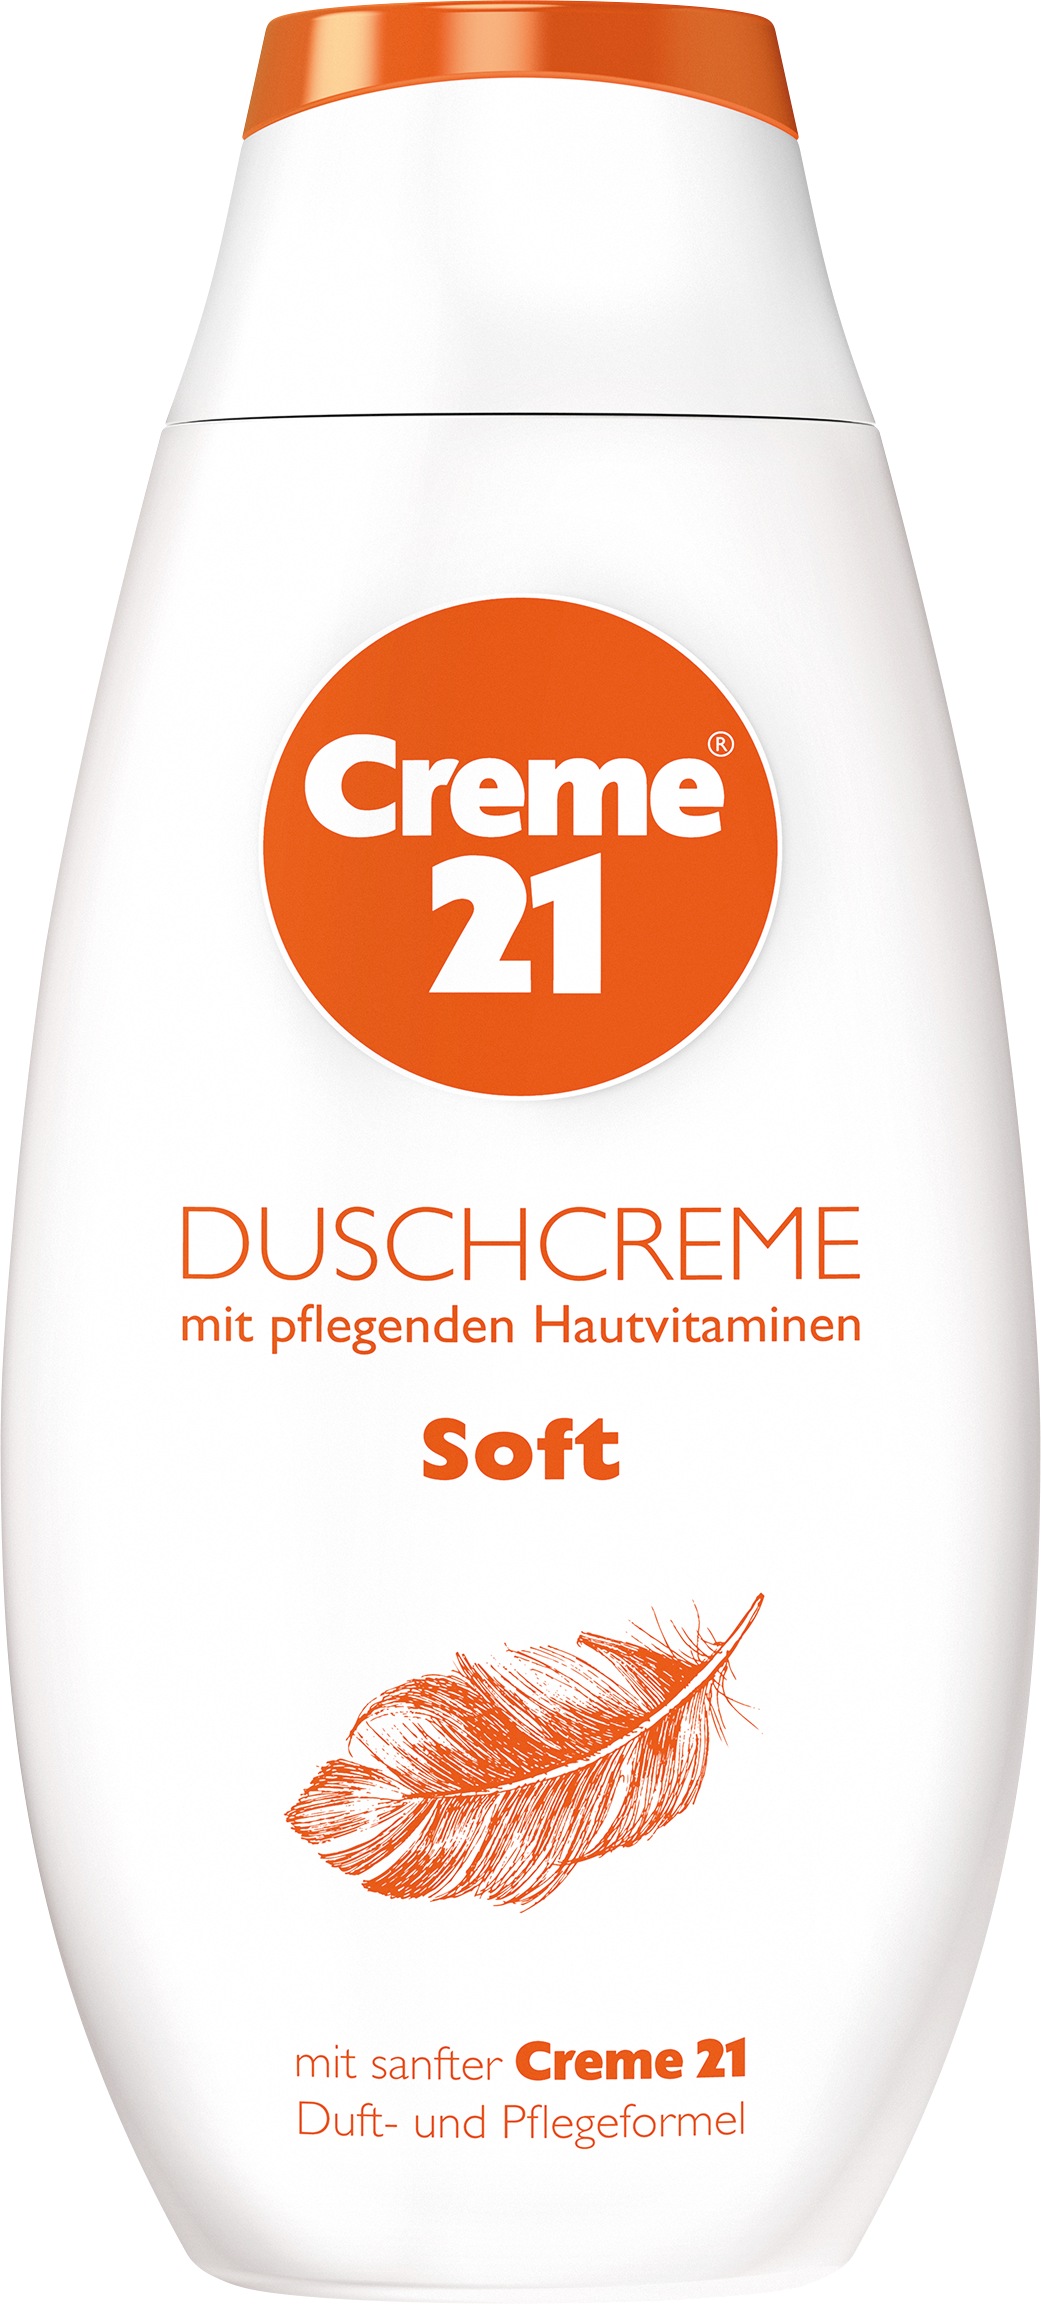 Creme®
21
DUSCHCREME
mit pflegenden Hautvitaminen
Soft
mit sanfter Creme 21
Duft- und Pflegeformel